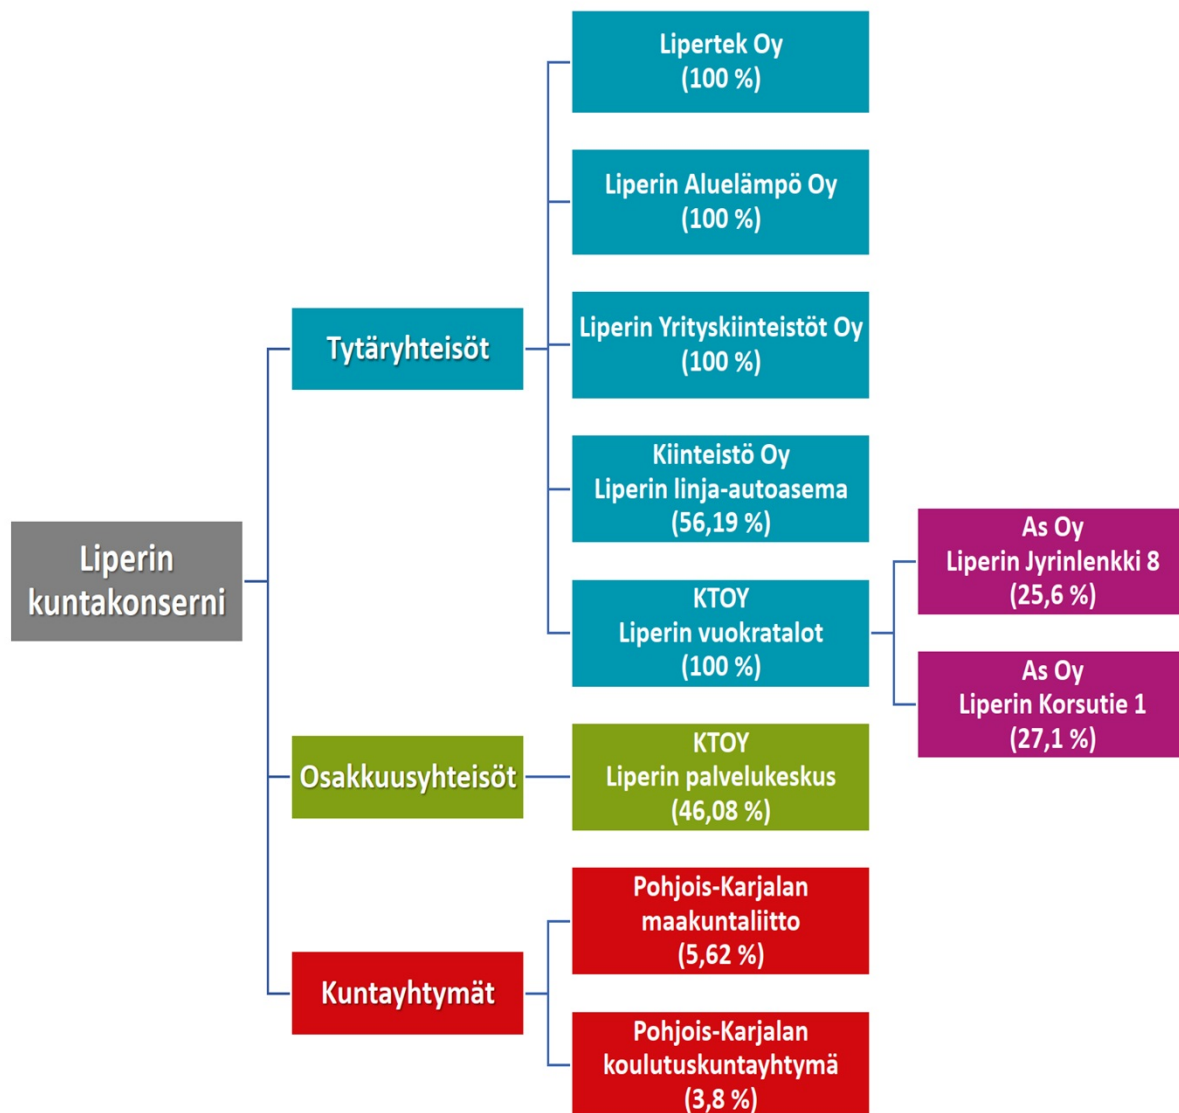 Liperin
kuntakonserni
Tytäryhteisöt
Lipertek Oy
(100 %)
Liperin Aluelämpö Oy
(100 %)
Liperin Yrityskiinteistöt Oy
(100 %)
Kiinteistö Oy
Liperin linja-autoasema
(56,19 %)
KTOY
Liperin vuokratalot
(100 %)
As Oy
Liperin Jyrinlenkki 8
(25,6 %)
As Oy
Liperin Korsutie 1
(27,1 %)
Osakkuusyhteisöt
KTOY
Liperin palvelukeskus
(46,08 %)
Kuntayhtymät
Pohjois-Karjalan
maakuntaliitto
(5,62 %)
Pohjois-Karjalan
koulutuskuntayhtymä
(3,8 %)